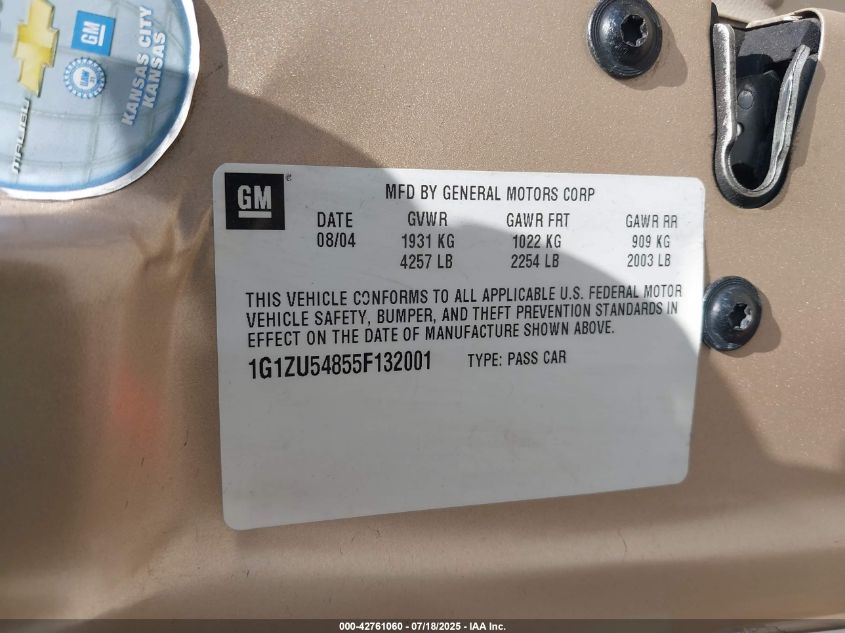 MALIBU
GM
UAW
KANSAS CITY
KANSAS
GM
MFD BY GENERAL MOTORS CORP
DATE GVWR GAWR FRT GAWR RR
08/04 1931 KG 1022 KG 909 KG
4257 LB 2254 LB 2003 LB
THIS VEHICLE CONFORMS TO ALL APPLICABLE U.S. FEDERAL MOTOR
VEHICLE SAFETY, BUMPER, AND THEFT PREVENTION STANDARDS IN
EFFECT ON THE DATE OF MANUFACTURE SHOWN ABOVE.
1G1ZU54855F132001 TYPE: PASS CAR
000-42761060 - 07/18/2025 - IAA Inc.